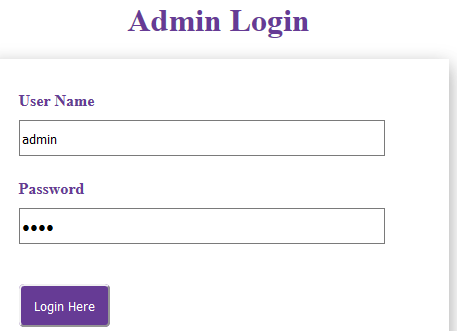 Admin Login
User Name
admin
Password
••••
Login Here